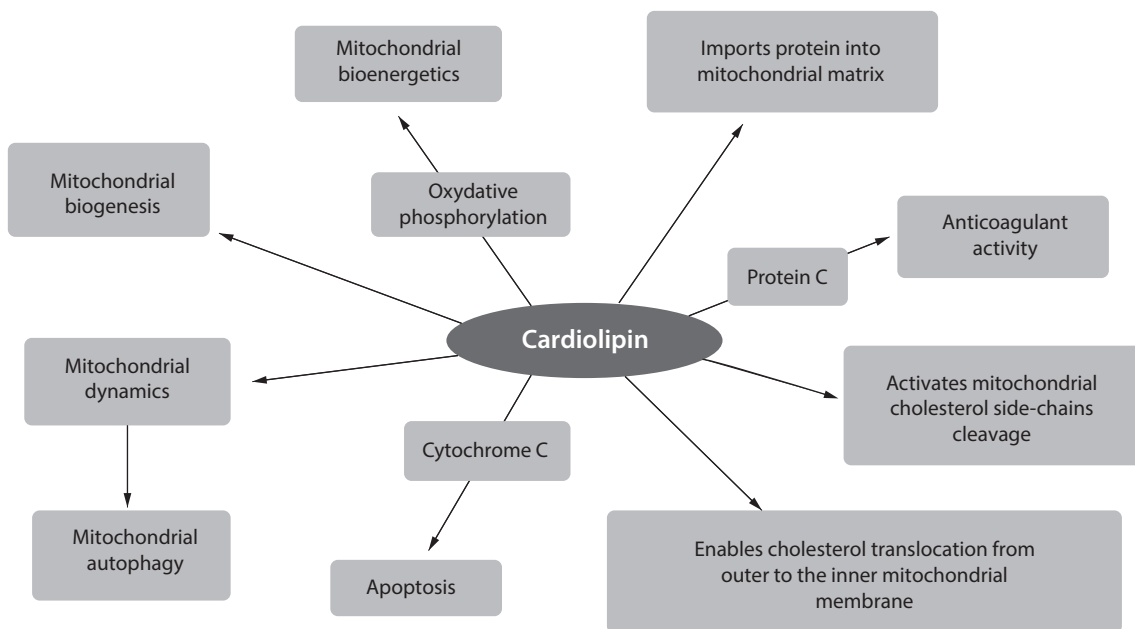 Mitochondrial
bioenergetics
Imports protein into
mitochondrial matrix
Mitochondrial
biogenesis
Oxydative
phosphorylation
Anticoagulant
activity
Protein C
Cardiolipin
Mitochondrial
dynamics
Activates mitochondrial
cholesterol side-chains
cleavage
Cytochrome C
Mitochondrial
autophagy
Apoptosis
Enables cholesterol translocation from
outer to the inner mitochondrial
membrane